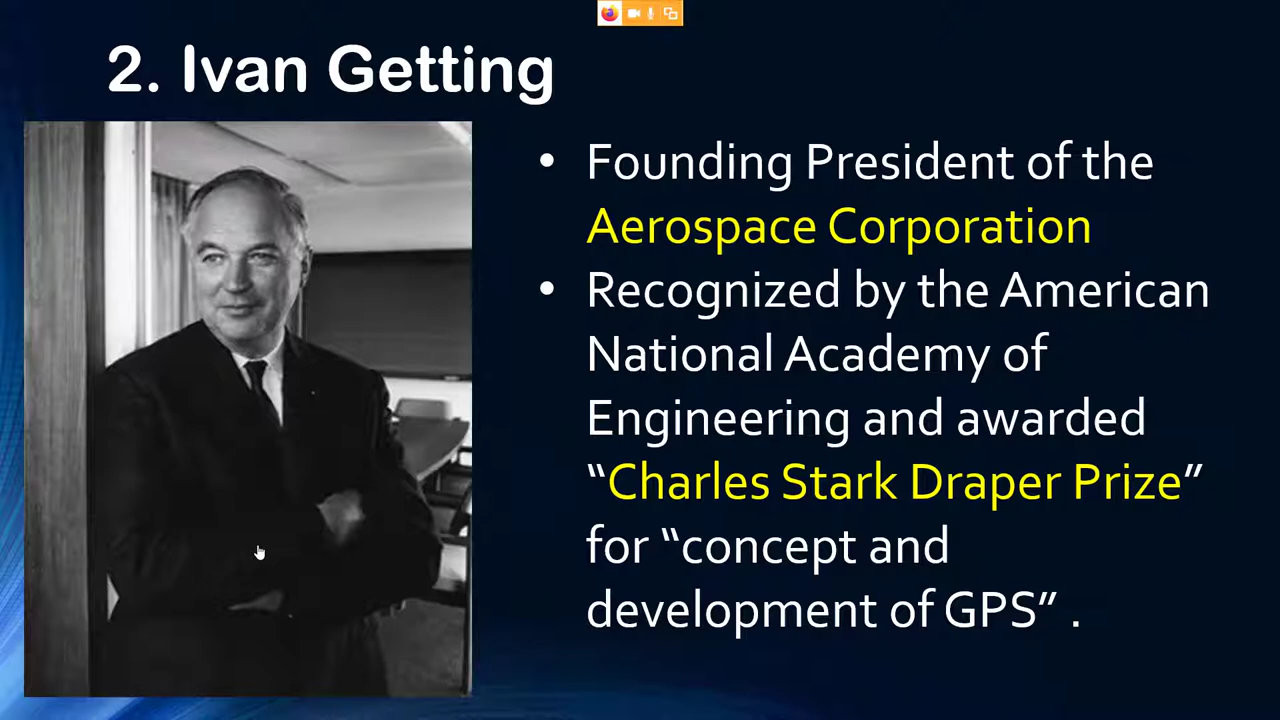 2. Ivan Getting
• Founding President of the
Aerospace Corporation
• Recognized by the American
National Academy of
Engineering and awarded
“Charles Stark Draper Prize”
for “concept and
development of GPS” .